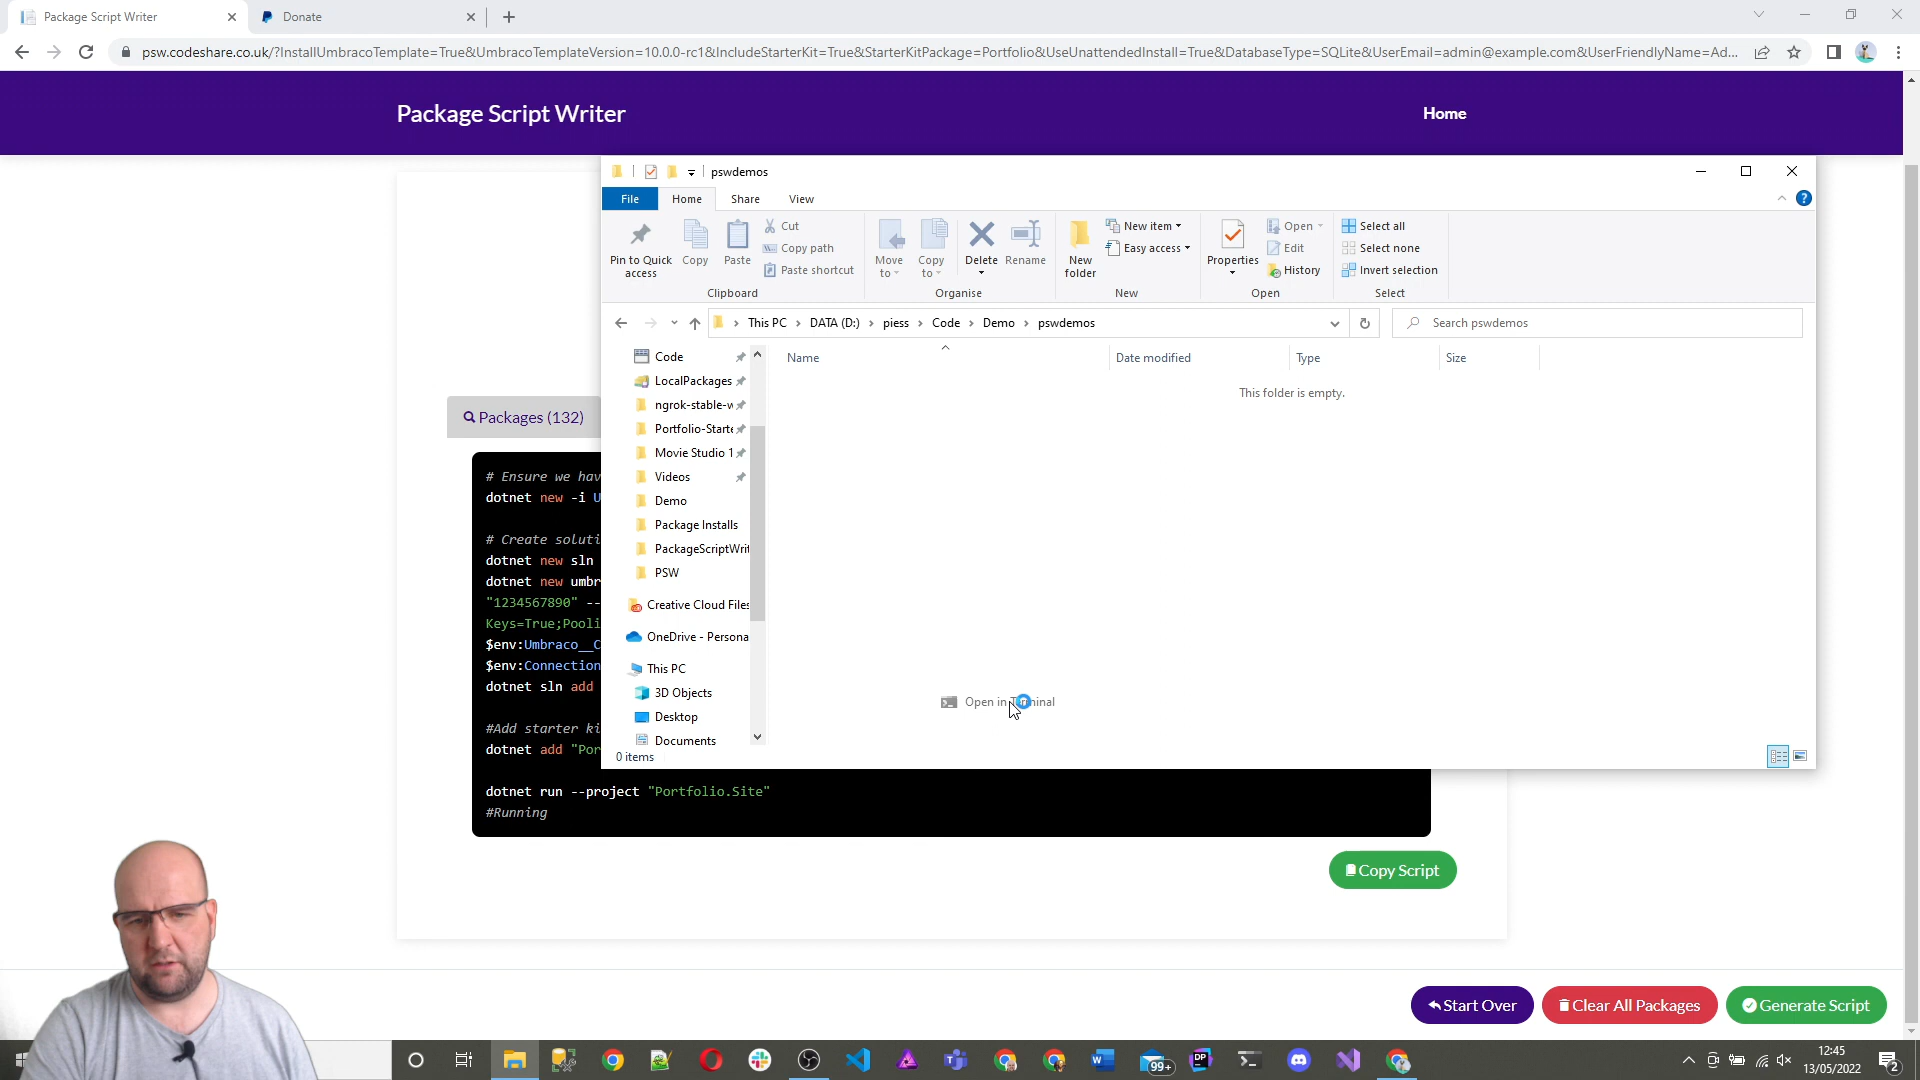 Package Script Writer
Donate
psw.codeshare.co.uk/?InstallUmbracoTemplate=True&UmbracoTemplateVersion=10.0.0-rc1&IncludeStarterKit=True&StarterKitPackage=Portfolio&UseUnattendedInstall=True&DatabaseType=SQLite&UserEmail=admin@example.com&UserFriendlyName=Ad...
Package Script Writer
Home
pswdemos
File
Home
Share
View
Pin to Quick access
Copy
Paste
Cut
Copy path
Paste shortcut
Clipboard
Move to
Copy to
Delete
Rename
Organise
New folder
New item
Easy access
New
Properties
Open
Edit
History
Open
Select all
Select none
Invert selection
Select
This PC > DATA (D:) > piess > Code > Demo > pswdemos
Search pswdemos
Code
LocalPackages
ngrok-stable-w
Portfolio-Starte
Movie Studio 1
Videos
Demo
Package Installs
PackageScriptWrit
PSW
Creative Cloud Files
OneDrive - Persona
This PC
3D Objects
Desktop
Documents
Name
Date modified
Type
Size
This folder is empty.
Open in
0 items
Packages (132)
# Ensure we hav
dotnet new -i U
# Create soluti
dotnet new sln
dotnet new umbr
"1234567890" --
Keys=True;Pooli
$env:Umbraco__C
$env:Connection
dotnet sln add
#Add starter ki
dotnet add "Por
dotnet run --project "Portfolio.Site"
#Running
Copy Script
Start Over
Clear All Packages
Generate Script
99+
DP
12:45
13/05/2022
2